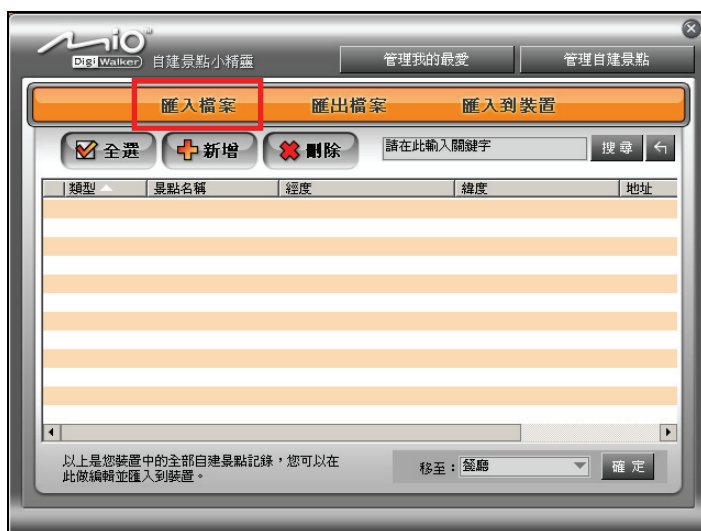 Mio
DigiWalker 自建景點小精靈
管理我的最愛
管理自建景點
匯入檔案
匯出檔案
匯入到裝置
全選
新增
刪除
請在此輸入關鍵字
搜尋
類型
景點名稱
經度
緯度
地址
以上是您裝置中的全部自建景點記錄，您可以在
此做編輯並匯入到裝置。
移至：
餐廳
確定